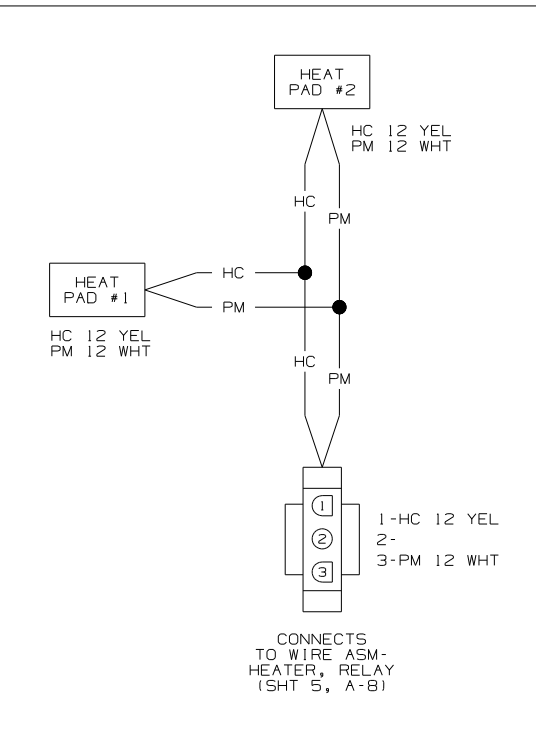 HEAT
PAD #2
HC 12 YEL
PM 12 WHT
HC
PM
HC
HEAT
PAD #1
PM
HC 12 YEL
PM 12 WHT
HC
PM
1
1-HC 12 YEL
2
2-
3
3-PM 12 WHT
CONNECTS
TO WIRE ASM-
HEATER, RELAY
(SHT 5, A-8)